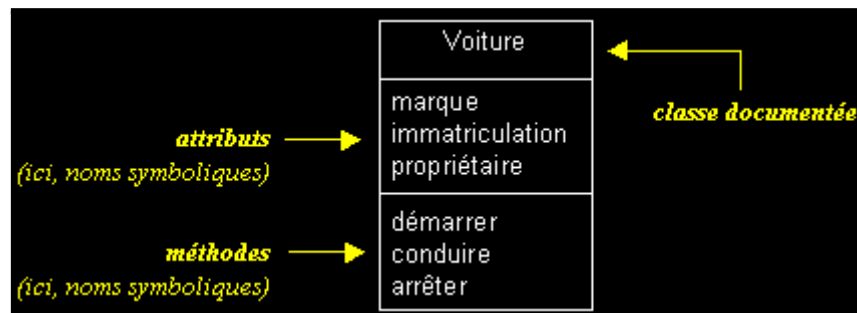 Voiture
classe documentée
attributs
(ici, noms symboliques)
marque
immatriculation
propriétaire
méthodes
(ici, noms symboliques)
démarrer
conduire
arrêter